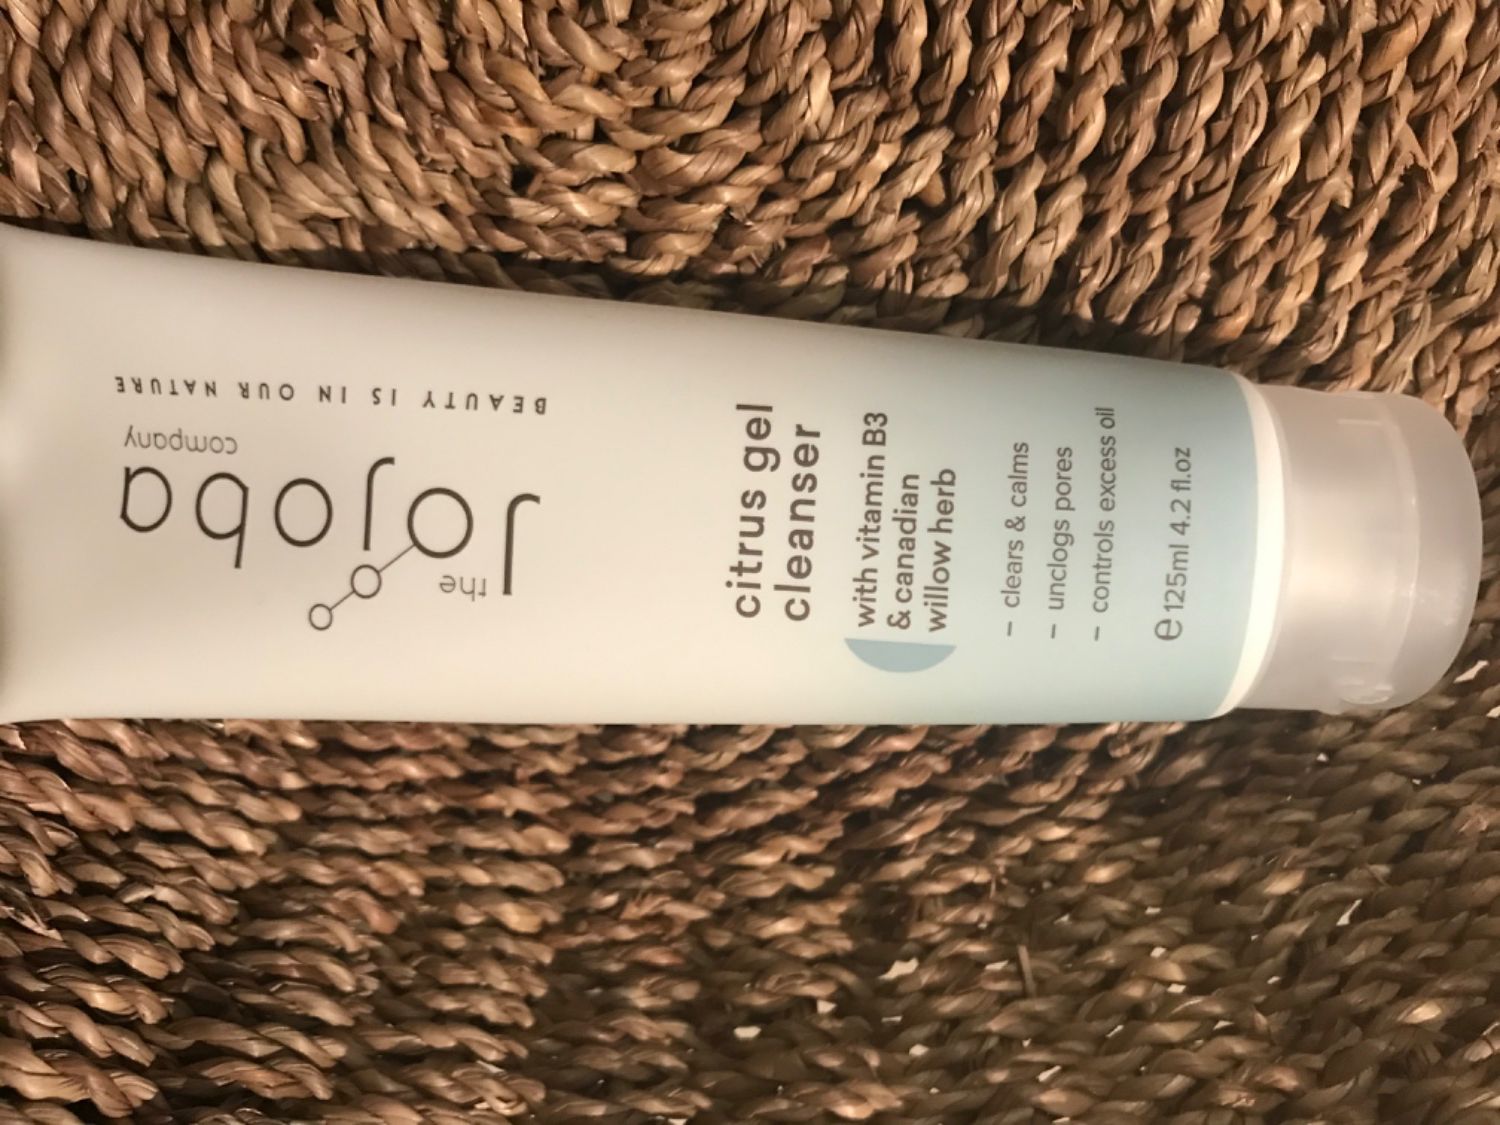 the
Jojoba
company
BEAUTY IS IN OUR NATURE
citrus gel
cleanser
with vitamin B3
& canadian
willow herb
– clears & calms
– unclogs pores
– controls excess oil
℮ 125ml 4.2 fl.oz